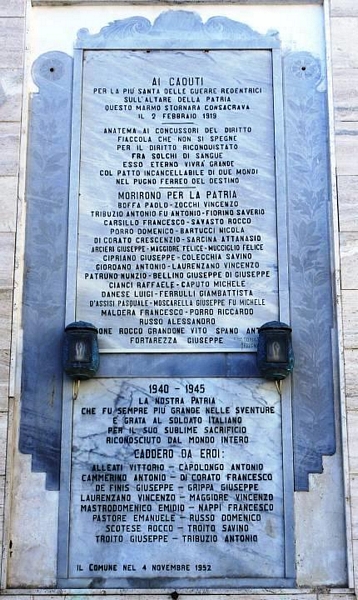 AI CADUTI
PER LA PIÙ SANTA DELLE GUERRE REDENTRICI
SULL'ALTARE DELLA PATRIA
QUESTO MARMO STORNARA CONSACRAVA
IL 2 FEBBRAIO 1919
ANATEMA AI CONCUSSORI DEL DIRITTO
FIACCOLA CHE NON SI SPEGNE
PER IL DIRITTO RICONQUISTATO
FRA SOLCHI DI SANGUE
ESSO ETERNO VIVRÀ GRANDE
COL PATTO INCANCELLABILE DI DUE MONDI
NEL PUGNO FERREO DEL DESTINO
MORIRONO PER LA PATRIA
BOFFA PAOLO - ZOCCHI VINCENZO
TRIBUZIO ANTONIO FU ANTONIO - FIORINO SAVERIO
CARSILLO FRANCESCO - SAVASTO ROCCO
PORRO DOMENICO - BARTUCCI NICOLA
DI CORATO CRESCENZIO - SARCINA ATTANASIO
ARCIERI GIUSEPPE - MAGGIORE FELICE - MUCCIGLIO FELICE
CIPRIANO GIUSEPPE - COLECCHIA SAVINO
GIORDANO ANTONIO - LAURENZANO VINCENZO
PATRUNO NUNZIO - BELLINO GIUSEPPE DI GIUSEPPE
CIANCI RAFFAELE - CAPUTO MICHELE
DANESE LUIGI - FERRULLI GIAMBATTISTA
D'ASSISI PASQUALE - MOSCARELLA GIUSEPPE FU MICHELE
MALDERA FRANCESCO - PORRO RICCARDO
RUSSO ALESSANDRO
ROCCO GRANDONE VITO SPANO
FORTAREZZA GIUSEPPE
1940 - 1945
LA NOSTRA PATRIA
CHE FU SEMPRE PIÙ GRANDE NELLE SVENTURE
È GRATA AL SOLDATO ITALIANO
PER IL SUO SUBLIME SACRIFICIO
RICONOSCIUTO DAL MONDO INTERO
CADDERO DA EROI:
ALLEATI VITTORIO - CAPOLONGO ANTONIO
CAMMERINO ANTONIO - DI CORATO FRANCESCO
DE FINIS GIUSEPPE - GRIPPA GIUSEPPE
LAURENZANO VINCENZO - MAGGIORE VINCENZO
MASTRODOMENICO EMIDIO - NAPPI FRANCESCO
PASTORE EMANUELE - RUSSO DOMENICO
SCOTESE ROCCO - TROITO SAVINO
TROITO GIUSEPPE - TRIBUZIO ANTONIO
IL COMUNE NEL 4 NOVEMBRE 1952